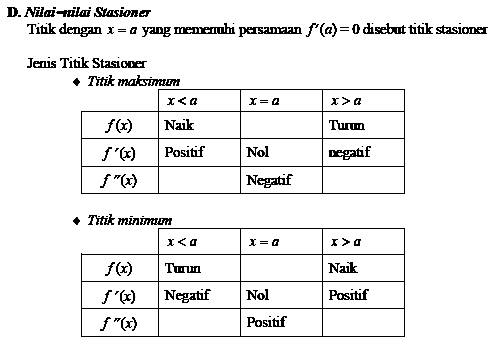 D. Nilai–nilai Stasioner
Titik dengan x = a yang memenuhi persamaan f′(a) = 0 disebut titik stasioner
Jenis Titik Stasioner
♦ Titik maksimum
x < a x = a x > a
f (x) Naik Turun
f ′(x) Positif Nol negatif
f ″(x) Negatif
♦ Titik minimum
x < a x = a x > a
f (x) Turun Naik
f ′(x) Negatif Nol Positif
f ″(x) Positif